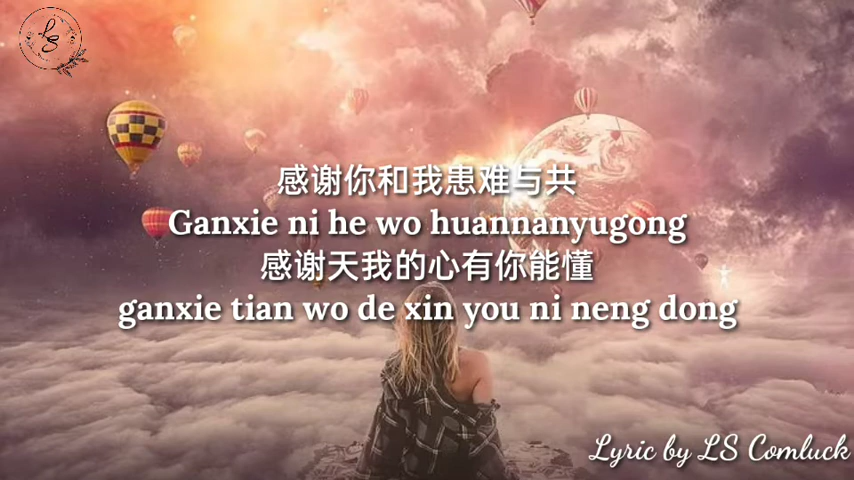 LS
感谢你和我患难与共
Ganxie ni he wo huannanyugong
感谢天我的心有你能懂
ganxie tian wo de xin you ni neng dong
Lyric by LS Comluck